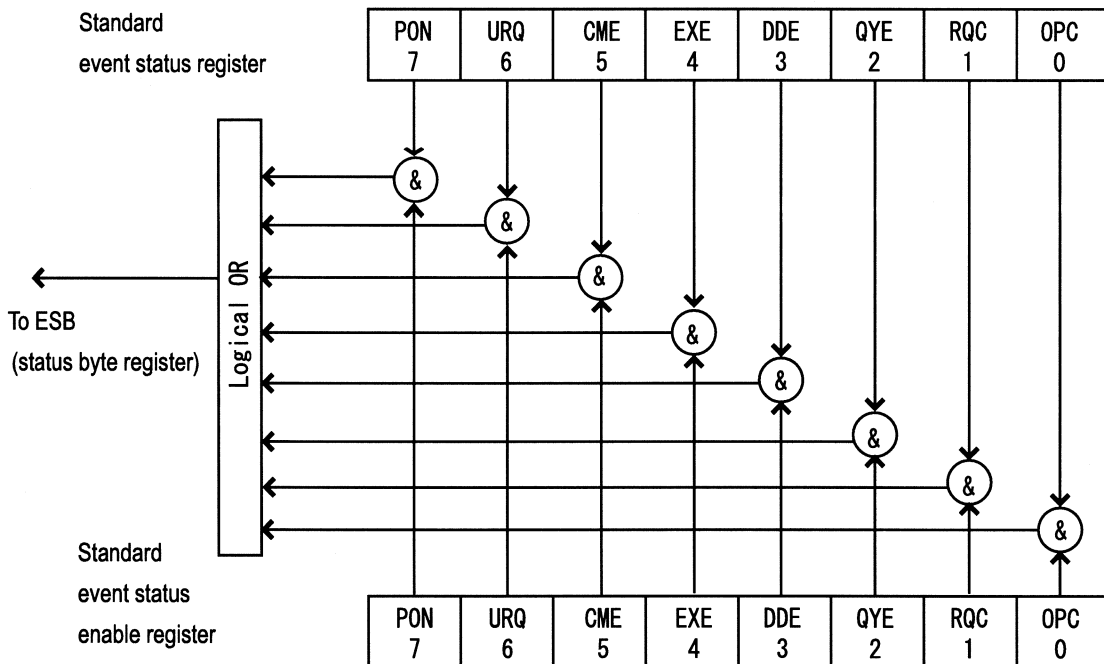 Standard
event status register
PON URQ CME EXE DDE QYE RQC OPC
7 6 5 4 3 2 1 0
&
&
&
&
&
&
&
&
Logical OR
To ESB
(status byte register)
Standard
event status
enable register
PON URQ CME EXE DDE QYE RQC OPC
7 6 5 4 3 2 1 0